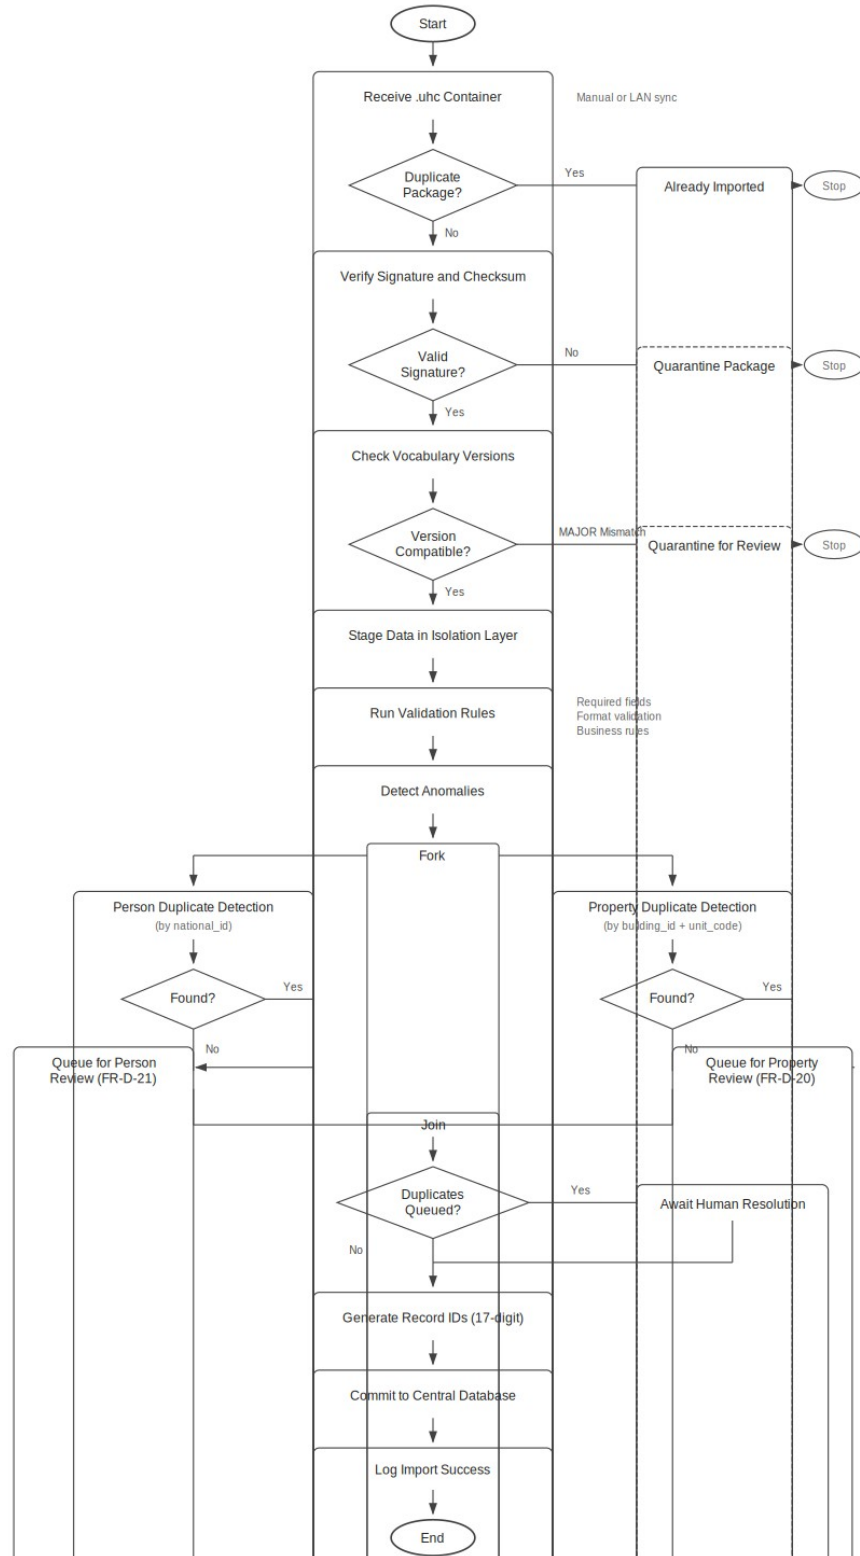 Start
Receive .uhc Container
Manual or LAN sync
Duplicate
Package?
Yes
Already Imported
Stop
No
Verify Signature and Checksum
Valid
Signature?
No
Quarantine Package
Stop
Yes
Check Vocabulary Versions
Version
Compatible?
MAJOR Mismatch
Quarantine for Review
Stop
Yes
Stage Data in Isolation Layer
Run Validation Rules
Required fields
Format validation
Business rules
Detect Anomalies
Fork
Person Duplicate Detection
(by national_id)
Property Duplicate Detection
(by building_id + unit_code)
Found?
Yes
Found?
Yes
No
No
Queue for Person
Review (FR-D-21)
Queue for Property
Review (FR-D-20)
Join
Duplicates
Queued?
Yes
Await Human Resolution
No
Generate Record IDs (17-digit)
Commit to Central Database
Log Import Success
End